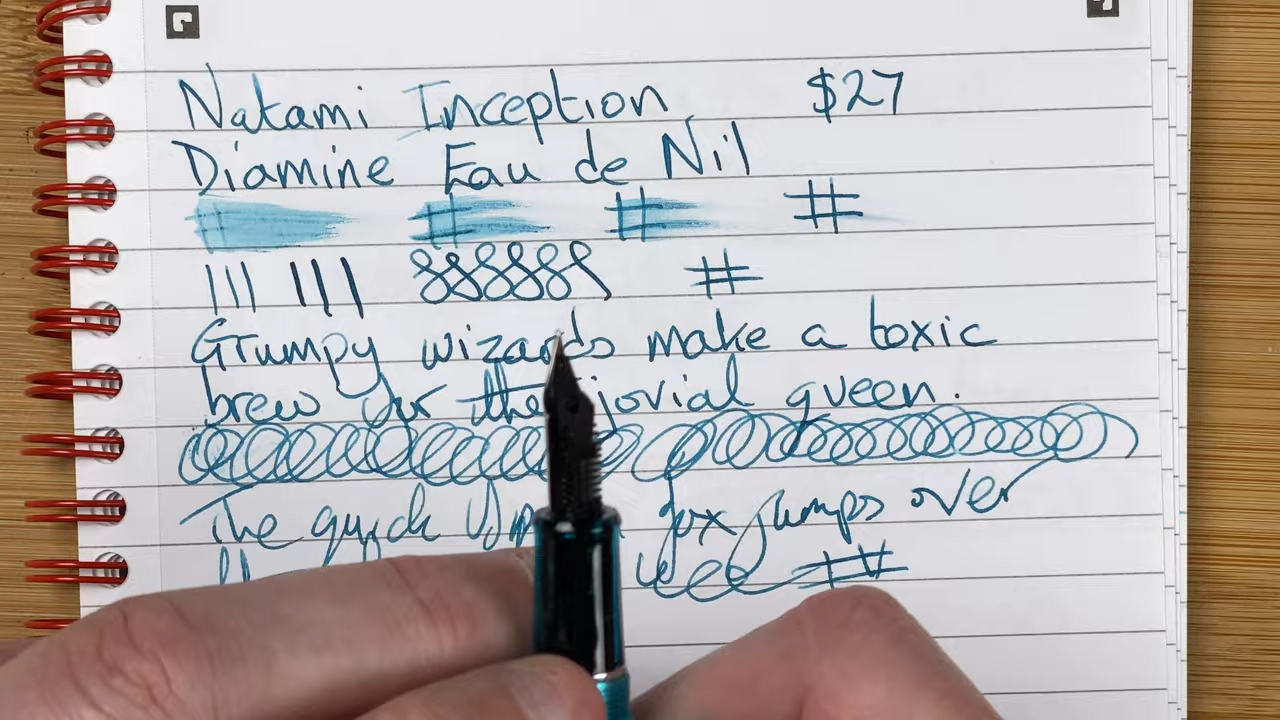 Natami Inception $27
Diamine Eau de Nil
# # #
#
Grumpy wizards make a toxic
brew for the jovial queen.
The quick fox jumps over
#